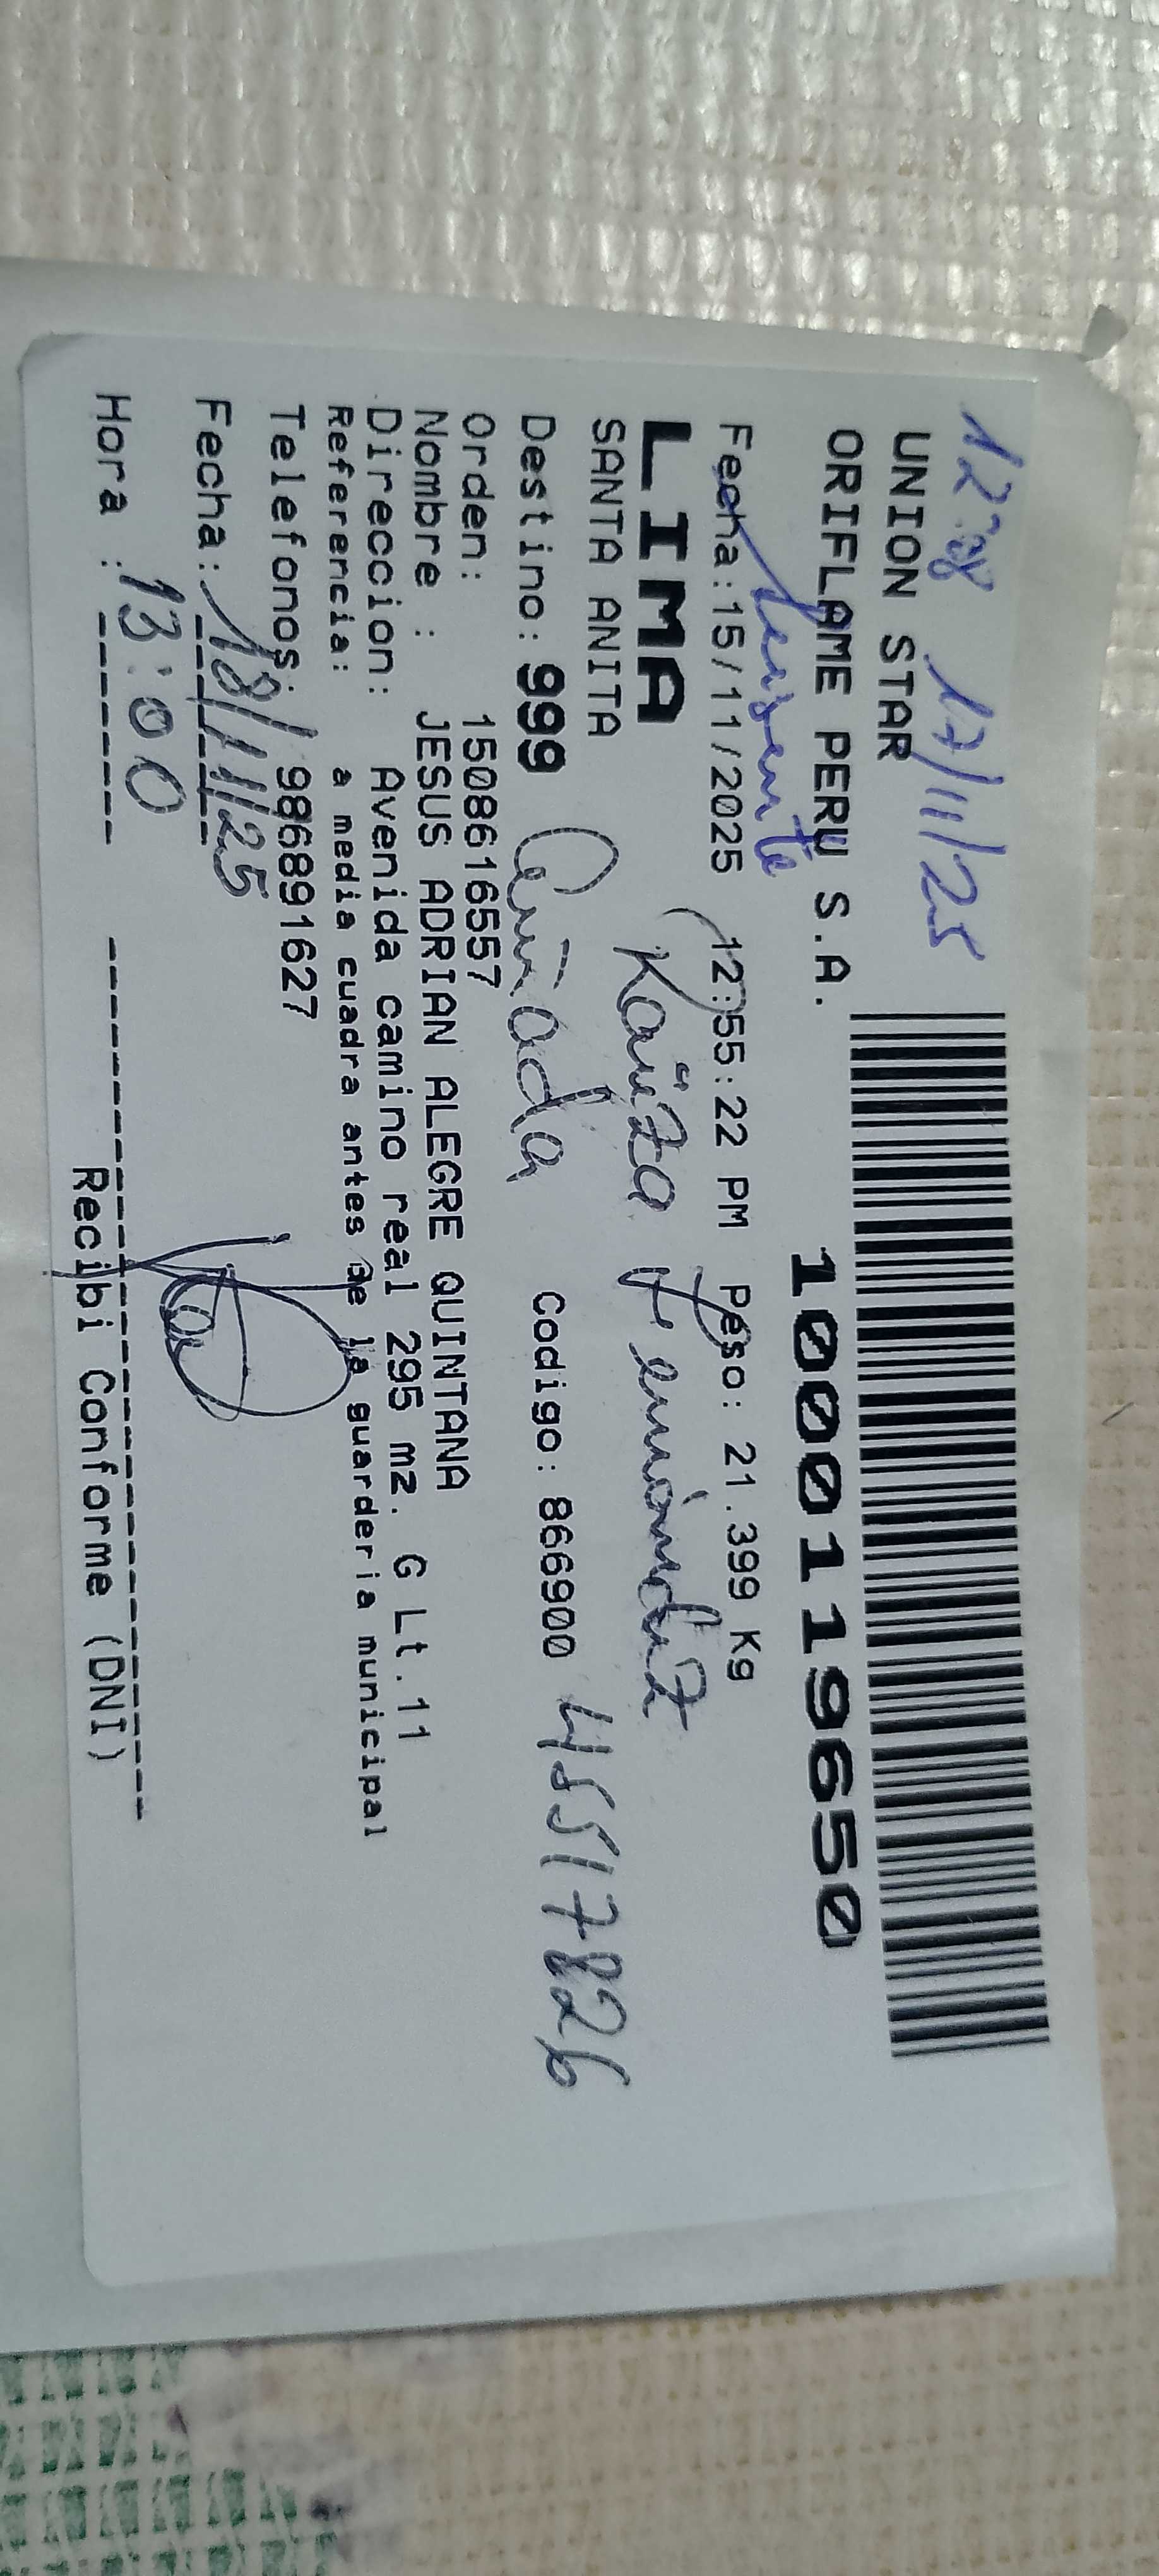 12:08 17/11/25
UNION STAR
ORIFLAME PERU S.A.
100119650
Fecha:15/11/2025 12:55:22 PM Peso: 21.399 Kg
LIMA
SANTA ANITA
Destino: 999 Codigo: 866900 45517826
Orden: 1508616557
Nombre : JESUS ADRIAN ALEGRE QUINTANA
Direccion: Avenida camino real 295 mz. G Lt.11
Referencia: a media cuadra antes de la guarderia municipal
Telefonos: 986891627
Fecha: 18/11/25
Hora : 13:00
Recibi Conforme (DNI)